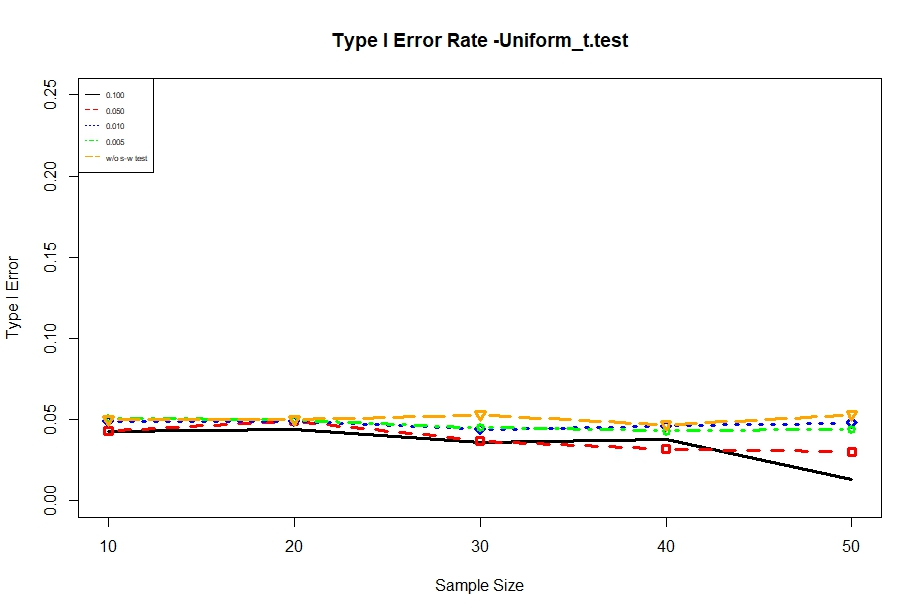 Type I Error Rate -Uniform_t.test
0.100
0.050
0.010
0.005
w/o s-w test
Type I Error
0.25
0.20
0.15
0.10
0.05
0.00
10 20 30 40 50
Sample Size